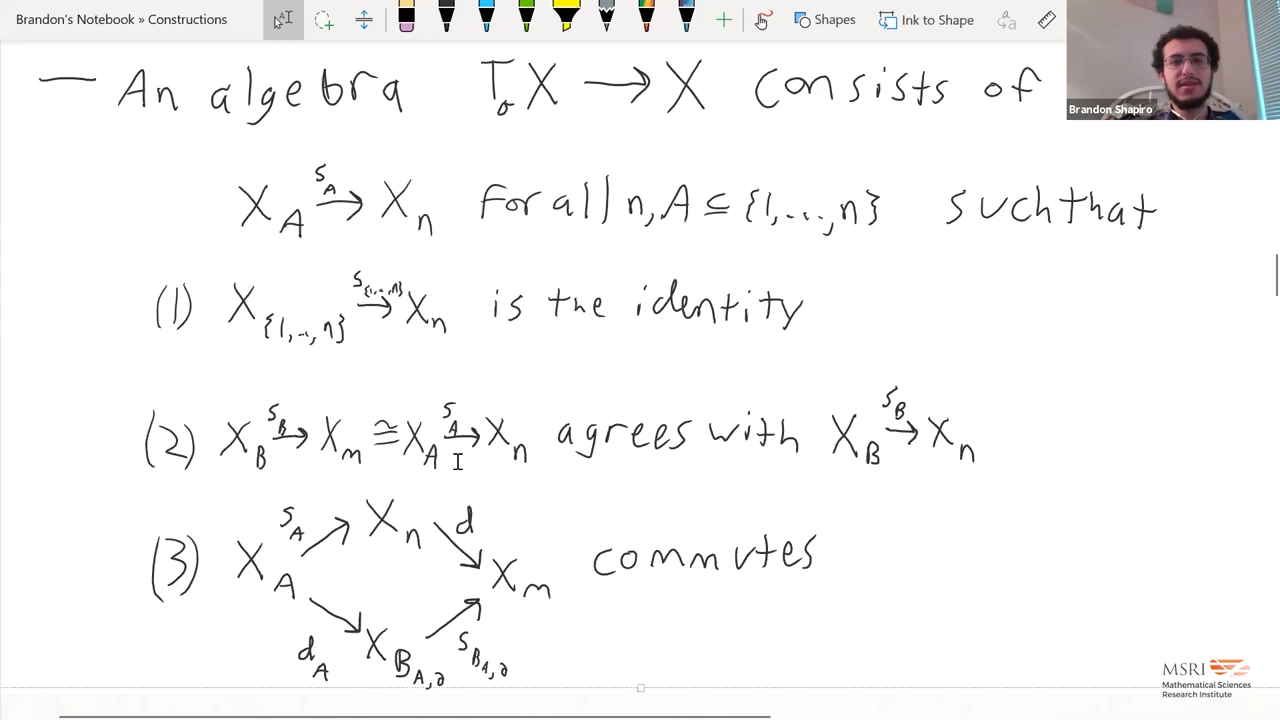 Brandon's Notebook » Constructions
Shapes
Ink to Shape
Brandon Shapiro
— An algebra T₀X → X consists of
X_A →^{s_A} X_n for all n, A ⊆ {1,...,n} such that
(1) X_{1,...,n} →^{s_{1,...,n}} X_n is the identity
(2) X_B →^{s_B} X_m ≅ X_A →^{s_A} X_n agrees with X_B →^{s_B} X_n
(3) X_A →^{s_A} X_n →^{d} X_m commutes
X_A →^{d_A} X_{B_{A,∂}} →^{s_{B_{A,∂}}} X_m
MSRI
Mathematical Sciences
Research Institute